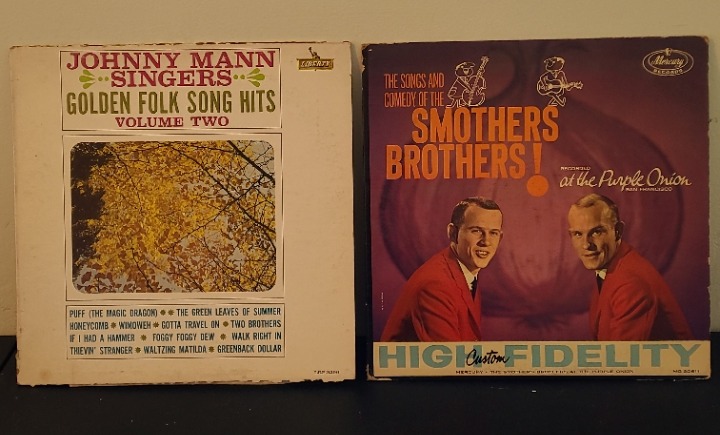 JOHNNY MANN
SINGERS
GOLDEN FOLK SONG HITS
VOLUME TWO
LIBERTY
PUFF (THE MAGIC DRAGON) THE GREEN LEAVES OF SUMMER
HONEYCOMB WIMOWEH GOTTA TRAVEL ON TWO BROTHERS
IF I HAD A HAMMER FOGGY FOGGY DEW WALK RIGHT IN
THIEVIN' STRANGER WALTZING MATILDA GREENBACK DOLLAR
Mercury
RECORDS
THE SONGS AND
COMEDY OF THE
SMOTHERS
BROTHERS!
RECORDED
at the Purple Onion
SAN FRANCISCO
Custom
HIGH FIDELITY